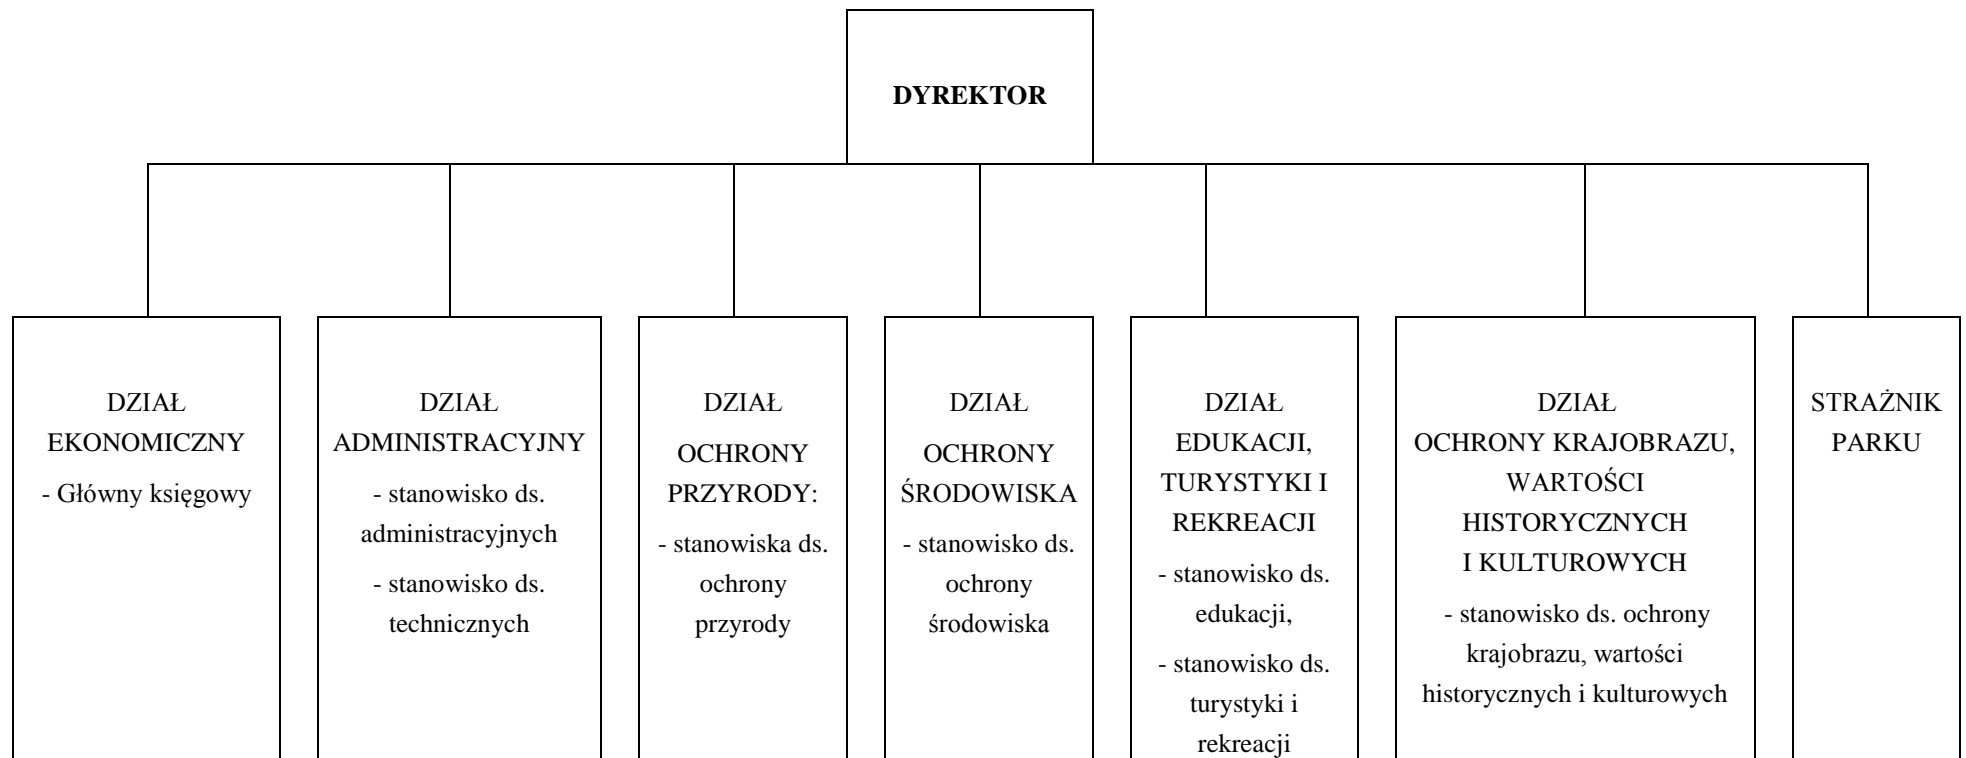 DYREKTOR
DZIAŁ
EKONOMICZNY
- Główny księgowy
DZIAŁ
ADMINISTRACYJNY
- stanowisko ds.
administracyjnych
- stanowisko ds.
technicznych
DZIAŁ
OCHRONY
PRZYRODY:
- stanowiska ds.
ochrony
przyrody
DZIAŁ
OCHRONY
ŚRODOWISKA
- stanowisko ds.
ochrony
środowiska
DZIAŁ
EDUKACJI,
TURYSTYKI I
REKREACJI
- stanowisko ds.
edukacji,
- stanowisko ds.
turystyki i
rekreacji
DZIAŁ
OCHRONY KRAJOBRAZU,
WARTOŚCI
HISTORYCZNYCH
I KULTUROWYCH
- stanowisko ds. ochrony
krajobrazu, wartości
historycznych i kulturowych
STRAŻNIK
PARKU